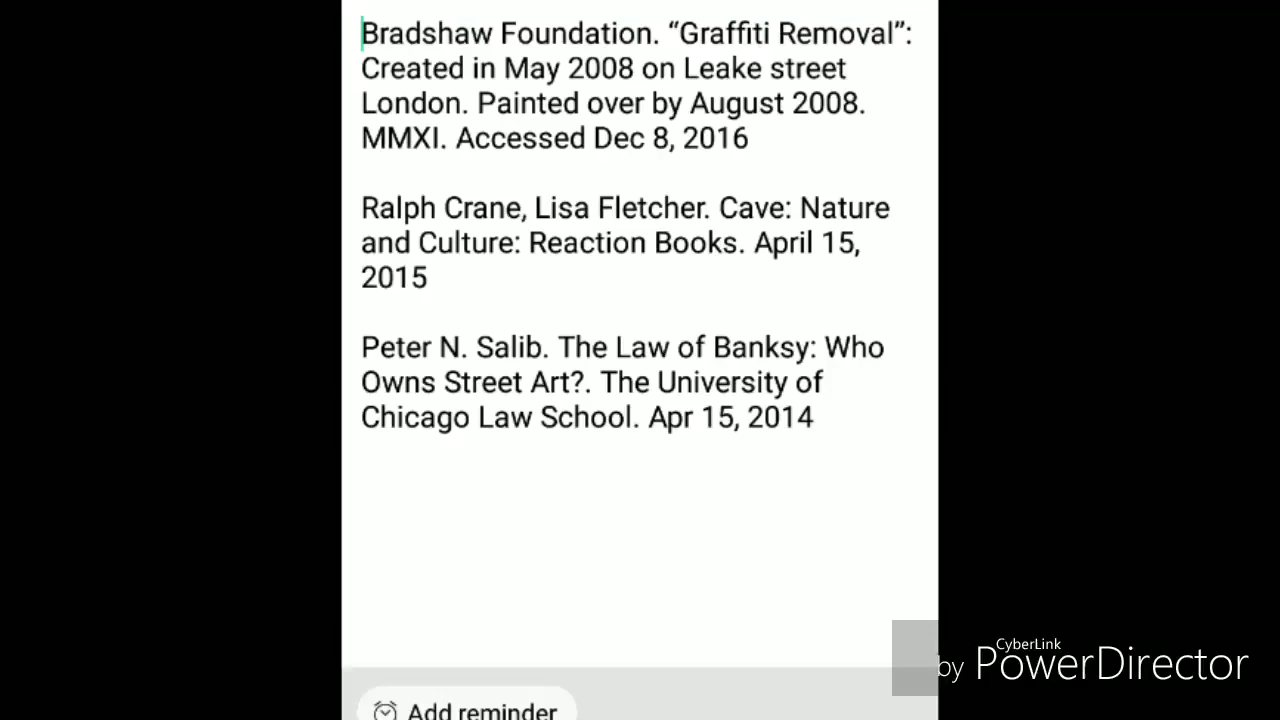 Bradshaw Foundation. “Graffiti Removal”:
Created in May 2008 on Leake street
London. Painted over by August 2008.
MMXI. Accessed Dec 8, 2016
Ralph Crane, Lisa Fletcher. Cave: Nature
and Culture: Reaction Books. April 15,
2015
Peter N. Salib. The Law of Banksy: Who
Owns Street Art?. The University of
Chicago Law School. Apr 15, 2014
CyberLink
by PowerDirector
Add reminder